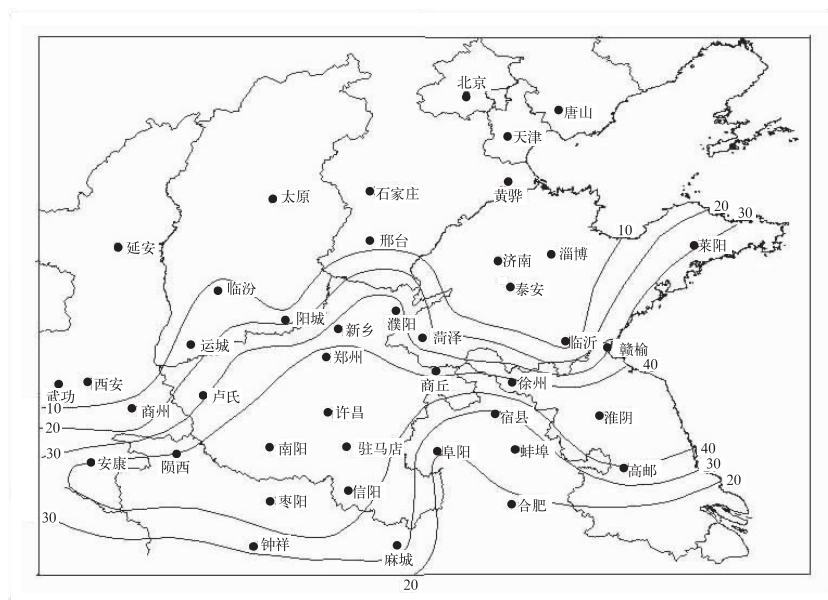 北京
唐山
天津
黄骅
太原
石家庄
20
30
10
邢台
莱阳
延安
济南
淄博
泰安
临汾
阳城
新乡
濮阳
菏泽
临沂
赣榆
运城
郑州
40
西安
武功
商丘
徐州
10
商州
卢氏
许昌
宿县
淮阴
20
30
南阳
驻马店
阜阳
蚌埠
40
安康
郧西
高邮
30
20
枣阳
信阳
合肥
30
钟祥
麻城
20